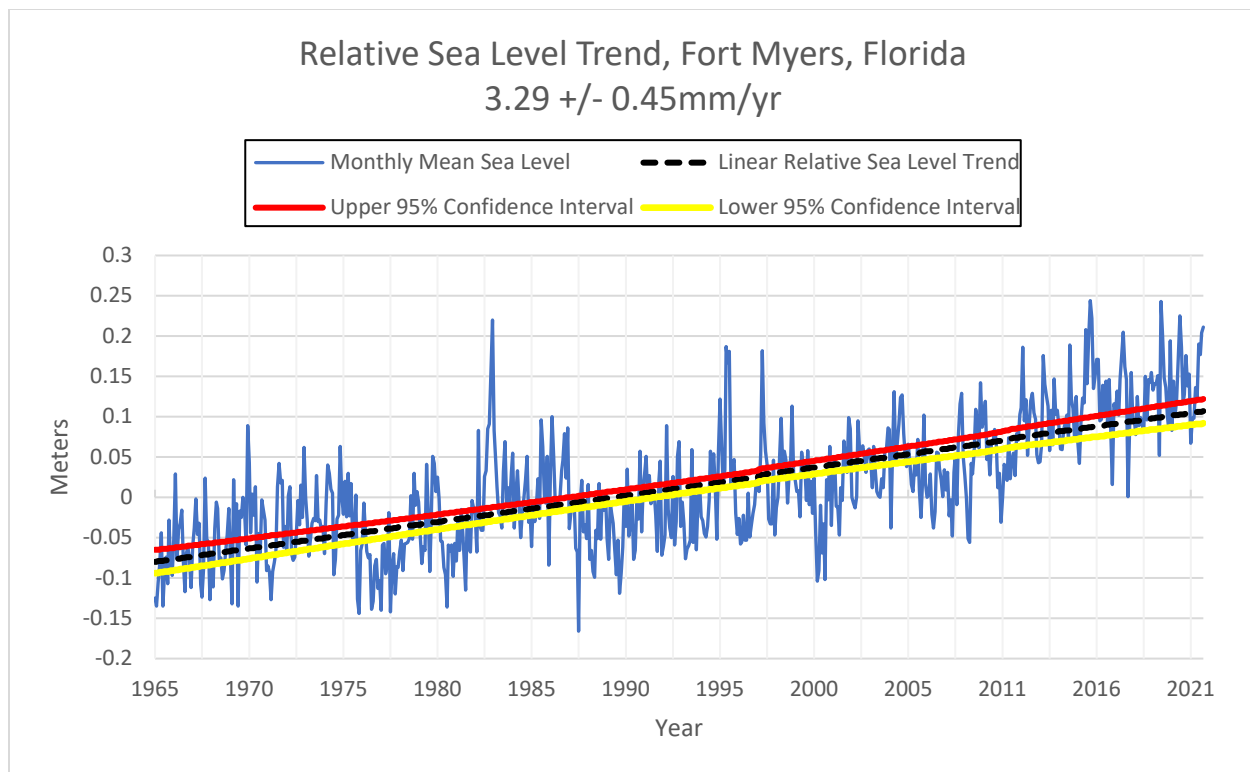 Relative Sea Level Trend, Fort Myers, Florida
3.29 +/- 0.45mm/yr
Monthly Mean Sea Level
Linear Relative Sea Level Trend
Upper 95% Confidence Interval
Lower 95% Confidence Interval
0.3
0.25
0.2
0.15
0.1
0.05
0
-0.05
-0.1
-0.15
-0.2
Meters
1965 1970 1975 1980 1985 1990 1995 2000 2005 2011 2016 2021
Year